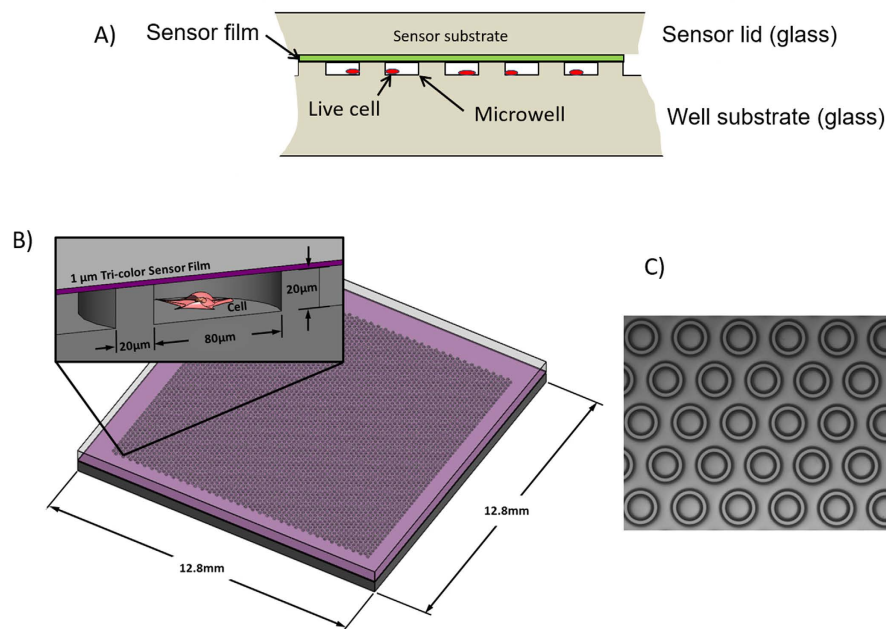 A)
Sensor film
Sensor substrate
Sensor lid (glass)
Live cell
Microwell
Well substrate (glass)
B)
1 µm Tri-color Sensor Film
20µm
Cell
20µm
80µm
12.8mm
12.8mm
C)